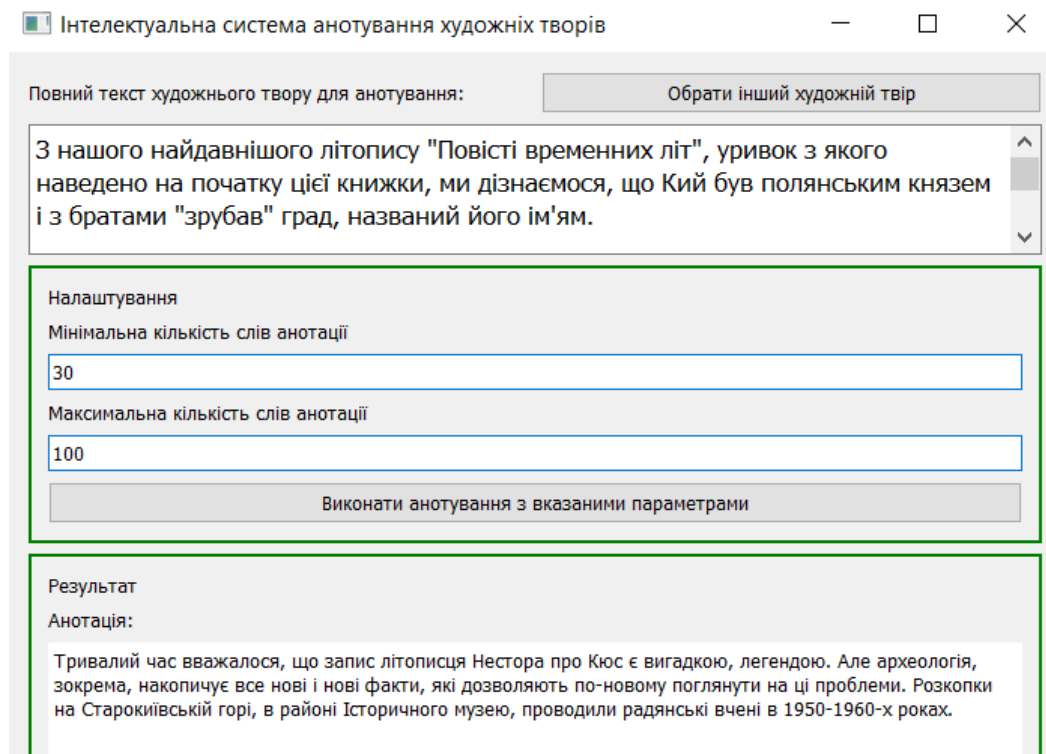 Інтелектуальна система анотування художніх творів
Повний текст художнього твору для анотування:
Обрати інший художній твір
З нашого найдавнішого літопису "Повісті временних літ", уривок з якого
наведено на початку цієї книжки, ми дізнаємося, що Кий був полянським князем
і з братами "зрубав" град, названий його ім'ям.
Налаштування
Мінімальна кількість слів анотації
30
Максимальна кількість слів анотації
100
Виконати анотування з вказаними параметрами
Результат
Анотація:
Тривалий час вважалося, що запис літописця Нестора про Кюс є вигадкою, легендою. Але археологія,
зокрема, накопичує все нові і нові факти, які дозволяють по-новому поглянути на ці проблеми. Розкопки
на Старокиївській горі, в районі Історичного музею, проводили радянські вчені в 1950-1960-х роках.